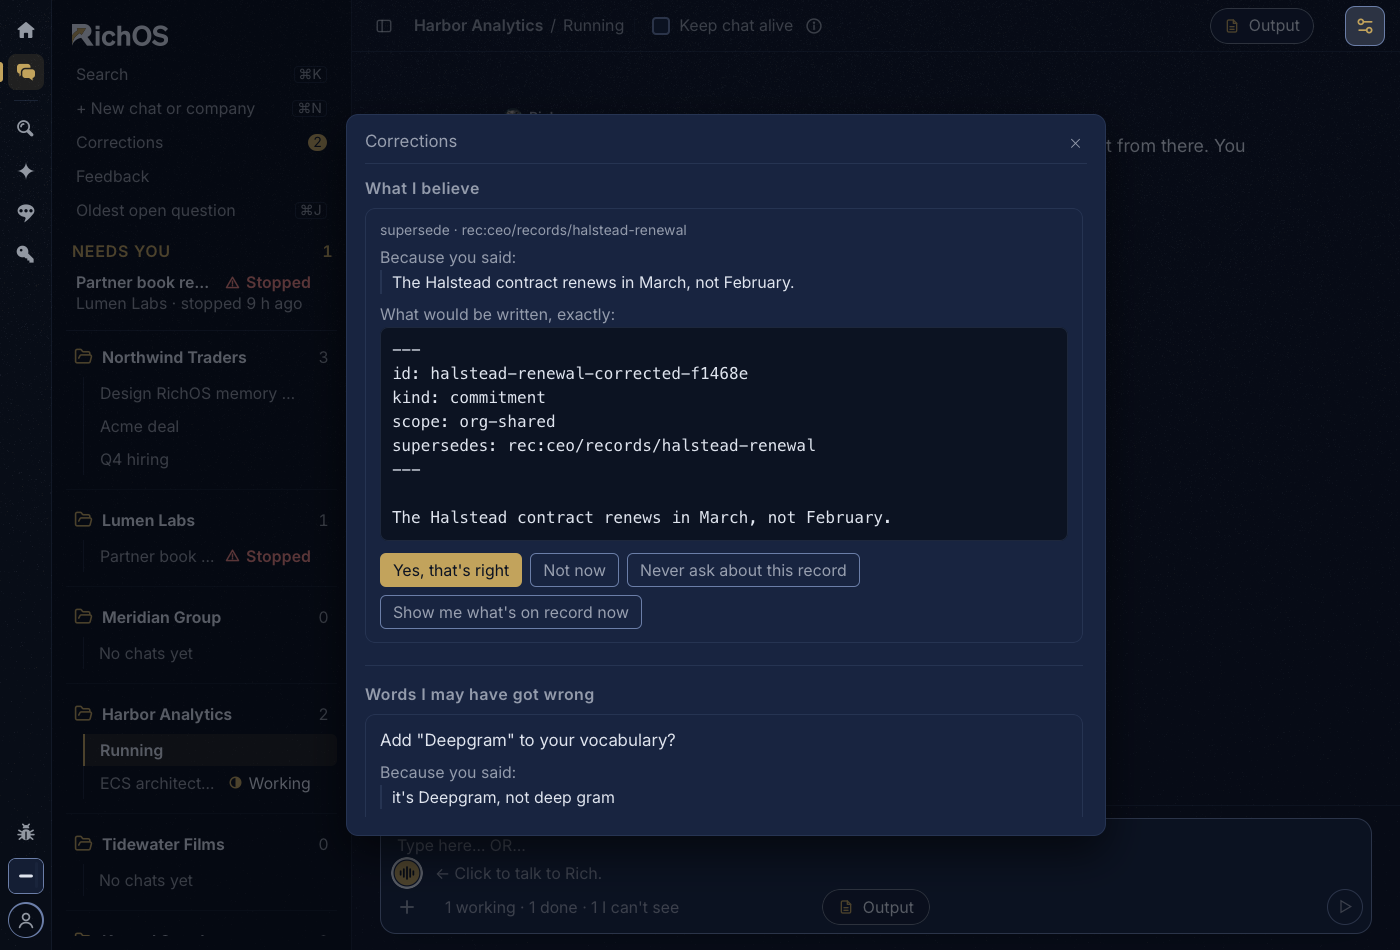 RichOS
Search ⌘K
+ New chat or company ⌘N
Corrections 2
Feedback
Oldest open question ⌘J
NEEDS YOU 1
Partner book re... Stopped
Lumen Labs · stopped 9 h ago
Northwind Traders 3
Design RichOS memory ...
Acme deal
Q4 hiring
Lumen Labs 1
Partner book ... Stopped
Meridian Group 0
No chats yet
Harbor Analytics 2
Running
ECS architect... Working
Tidewater Films 0
No chats yet
Harbor Analytics / Running
Keep chat alive
Output
t from there. You
Corrections
What I believe
supersede · rec:ceo/records/halstead-renewal
Because you said:
The Halstead contract renews in March, not February.
What would be written, exactly:
---
id: halstead-renewal-corrected-f1468e
kind: commitment
scope: org-shared
supersedes: rec:ceo/records/halstead-renewal
---
The Halstead contract renews in March, not February.
Yes, that's right
Not now
Never ask about this record
Show me what's on record now
Words I may have got wrong
Add "Deepgram" to your vocabulary?
Because you said:
it's Deepgram, not deep gram
Type here... OR...
← Click to talk to Rich.
1 working · 1 done · 1 I can't see
Output